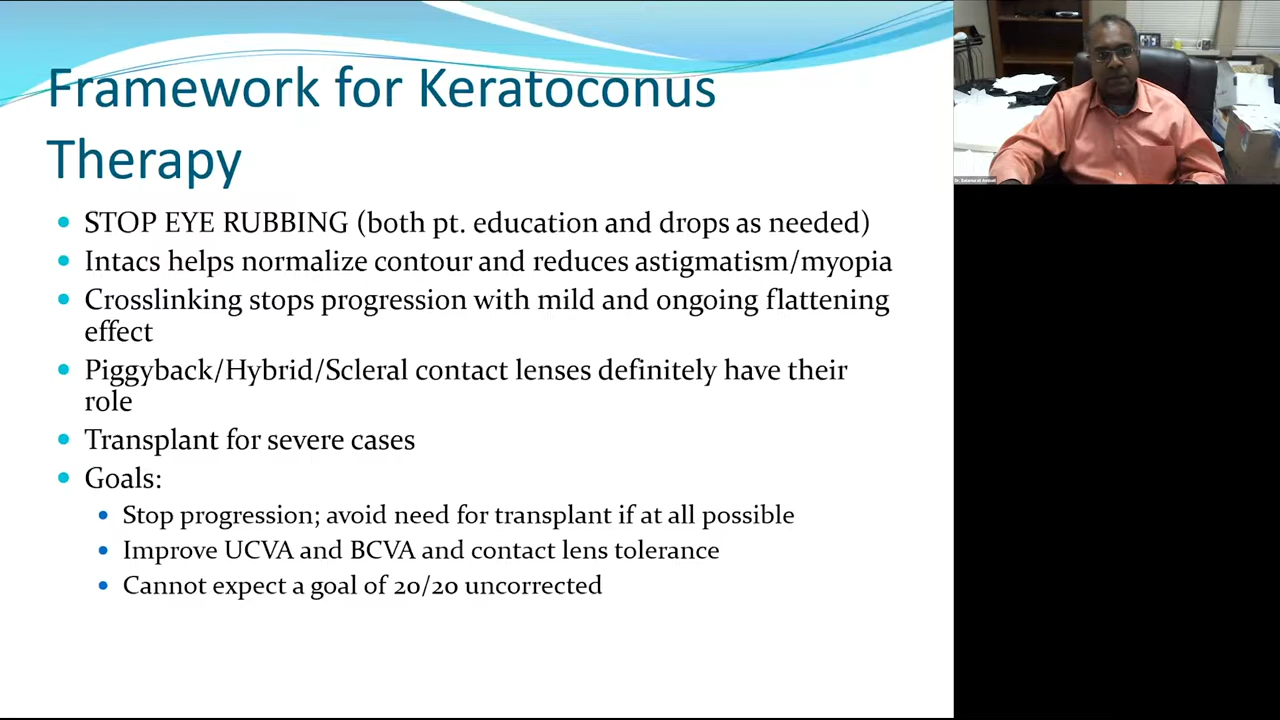 Framework for Keratoconus
Therapy
STOP EYE RUBBING (both pt. education and drops as needed)
Intacs helps normalize contour and reduces astigmatism/myopia
Crosslinking stops progression with mild and ongoing flattening
effect
Piggyback/Hybrid/Scleral contact lenses definitely have their
role
Transplant for severe cases
Goals:
Stop progression; avoid need for transplant if at all possible
Improve UCVA and BCVA and contact lens tolerance
Cannot expect a goal of 20/20 uncorrected